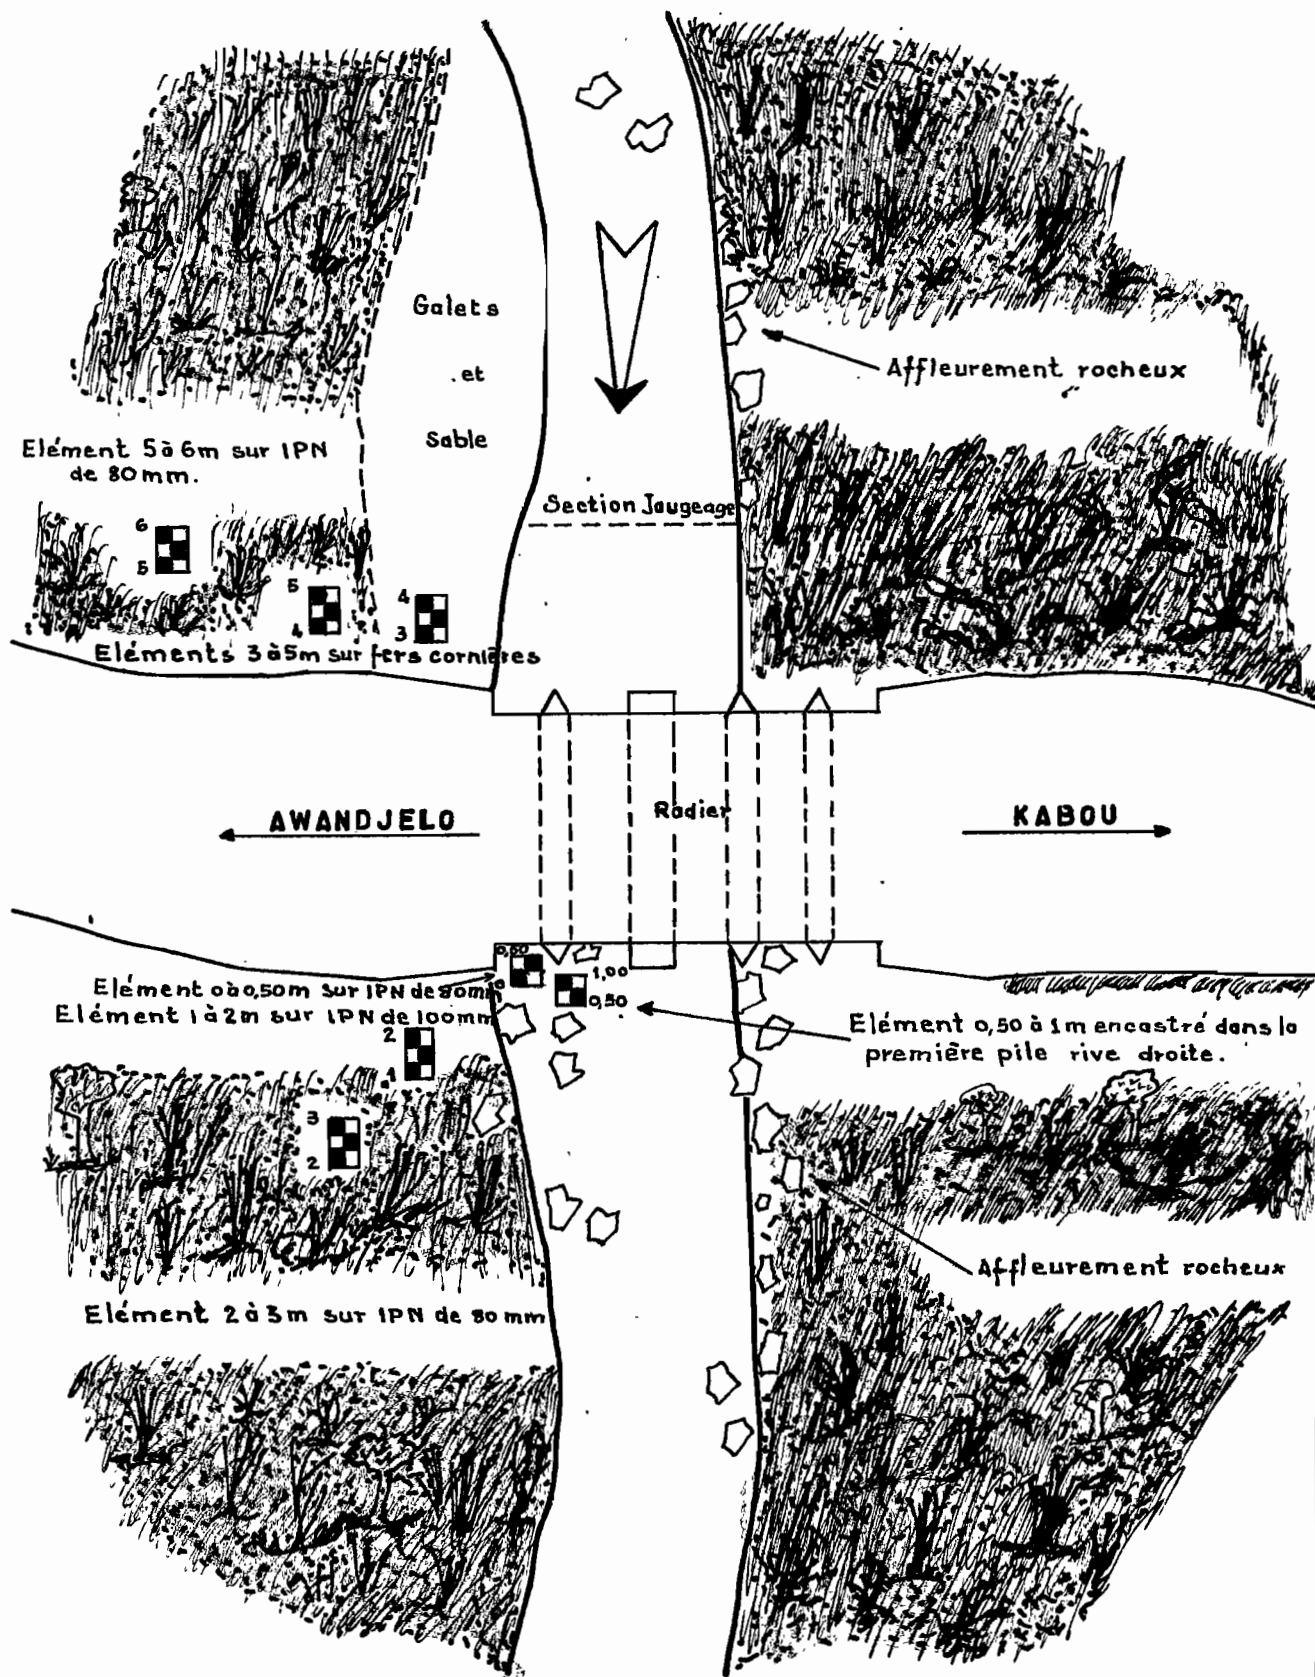 Galets
et
Sable
Affleurement rocheux
Elément 5 à 6m sur IPN
de 80mm.
Section Jaugeage
6
5
5
4
4
3
Eléments 3 à 5m sur fers cornières
AWANDJELO
Radier
KABOU
0,50
0
1,00
0,50
Elément 0 à 0,50m sur IPN de 80mm
Elément 1 à 2m sur IPN de 100mm
Elément 0,50 à 1m encastré dans la
première pile rive droite.
2
1
3
2
Affleurement rocheux
Elément 2 à 3m sur IPN de 80mm